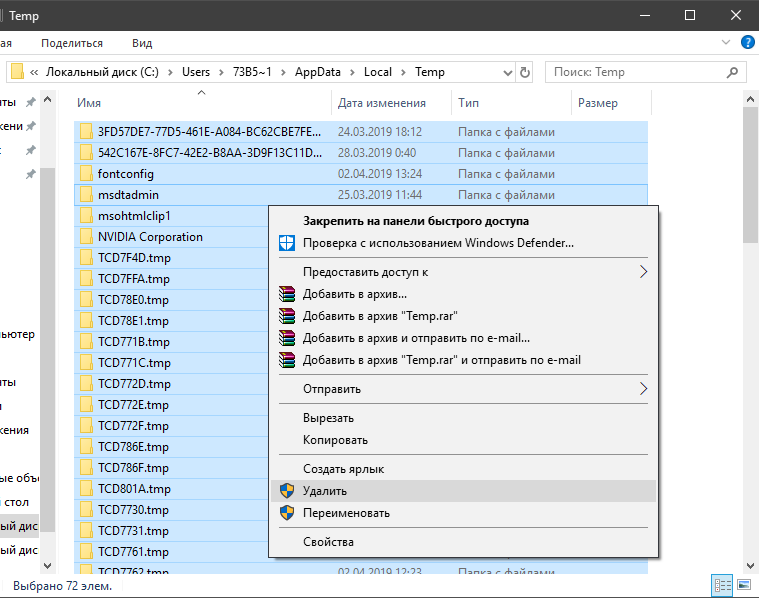 Temp
ая Поделиться Вид
« Локальный диск (C:) › Users › 73B5~1 › AppData › Local › Temp
Поиск: Temp
Имя Дата изменения Тип Размер
3FD57DE7-77D5-461E-A084-BC62CBE7FE... 24.03.2019 18:12 Папка с файлами
542C167E-8FC7-42E2-B8AA-3D9F13C11D... 28.03.2019 0:40 Папка с файлами
fontconfig 02.04.2019 13:24 Папка с файлами
msdtadmin 25.03.2019 11:44 Папка с файлами
msohtmlclip1
NVIDIA Corporation
TCD7F4D.tmp
TCD7FFA.tmp
TCD78E0.tmp
TCD78E1.tmp
TCD771B.tmp
TCD771C.tmp
TCD772D.tmp
TCD772E.tmp
TCD772F.tmp
TCD786E.tmp
TCD786F.tmp
TCD801A.tmp
TCD7730.tmp
TCD7731.tmp
TCD7761.tmp
TCD7762.tmp 02.04.2019 12:23 Папка с файлами
Закрепить на панели быстрого доступа
Проверка с использованием Windows Defender...
Предоставить доступ к
Добавить в архив...
Добавить в архив "Temp.rar"
Добавить в архив и отправить по e-mail...
Добавить в архив "Temp.rar" и отправить по e-mail
Отправить
Вырезать
Копировать
Создать ярлык
Удалить
Переименовать
Свойства
нты
жени
ьютер
нты
жения
ые объ
стол
ый дис
ый дис
Выбрано 72 элем.